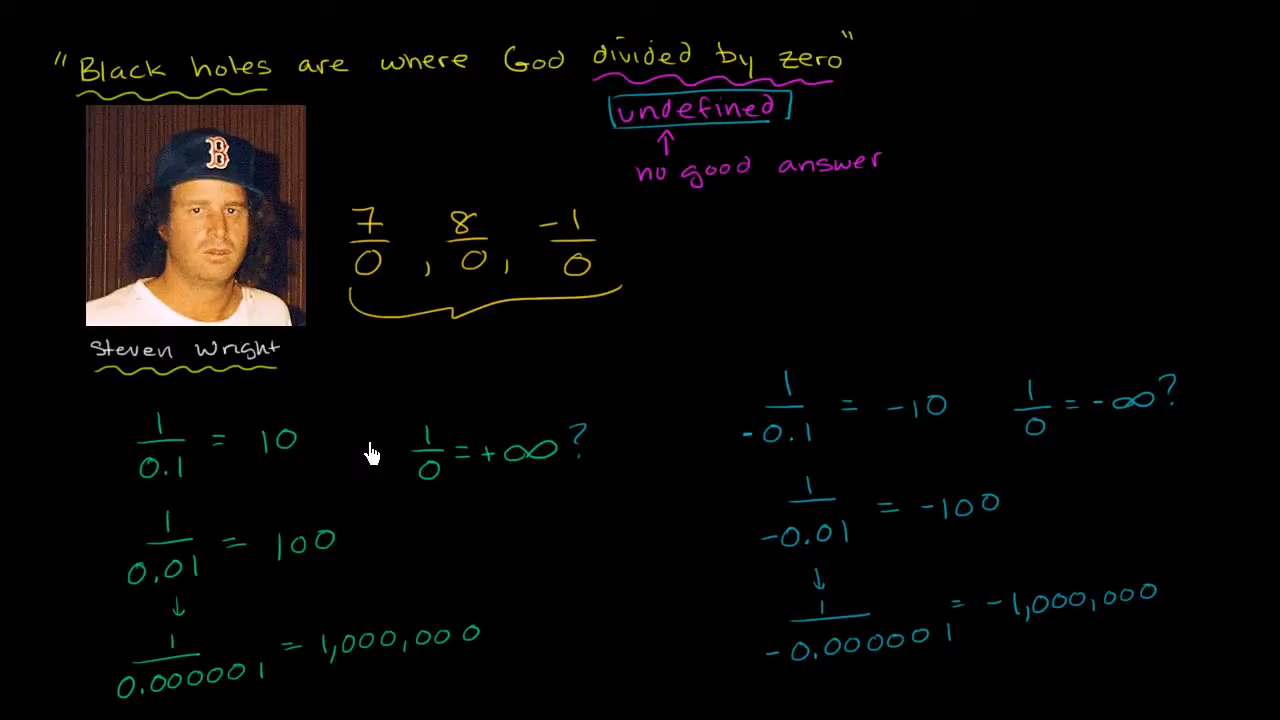 "Black holes are where God divided by zero"
undefined
↑
no good answer
B
7/0 , 8/0, -1/0
Steven Wright
1/0.1 = 10
1/0 = +∞?
1/0.01 = 100
↓
1/0.000001 = 1,000,000
1/-0.1 = -10
1/0 = -∞?
1/-0.01 = -100
↓
1/-0.000001 = -1,000,000